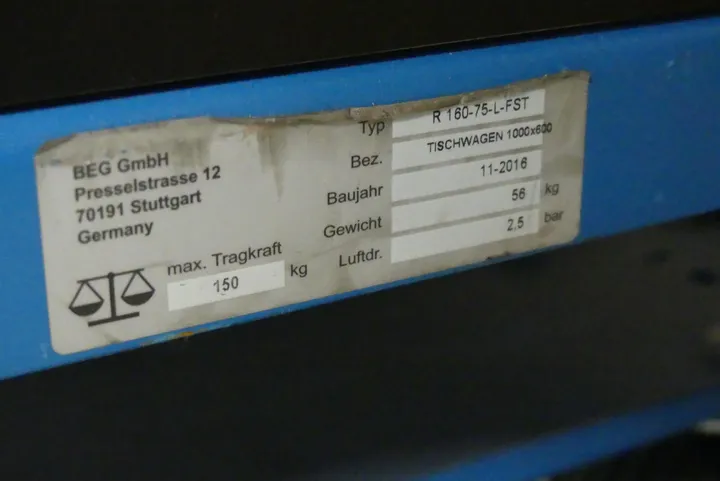 BEG GmbH
Presselstrasse 12
70191 Stuttgart
Germany
max. Tragkraft
150 kg
Typ R 160-75-L-FST
Bez. TISCHWAGEN 1000x600
Baujahr 11-2016
Gewicht 56 kg
Luftdr. 2,5 bar